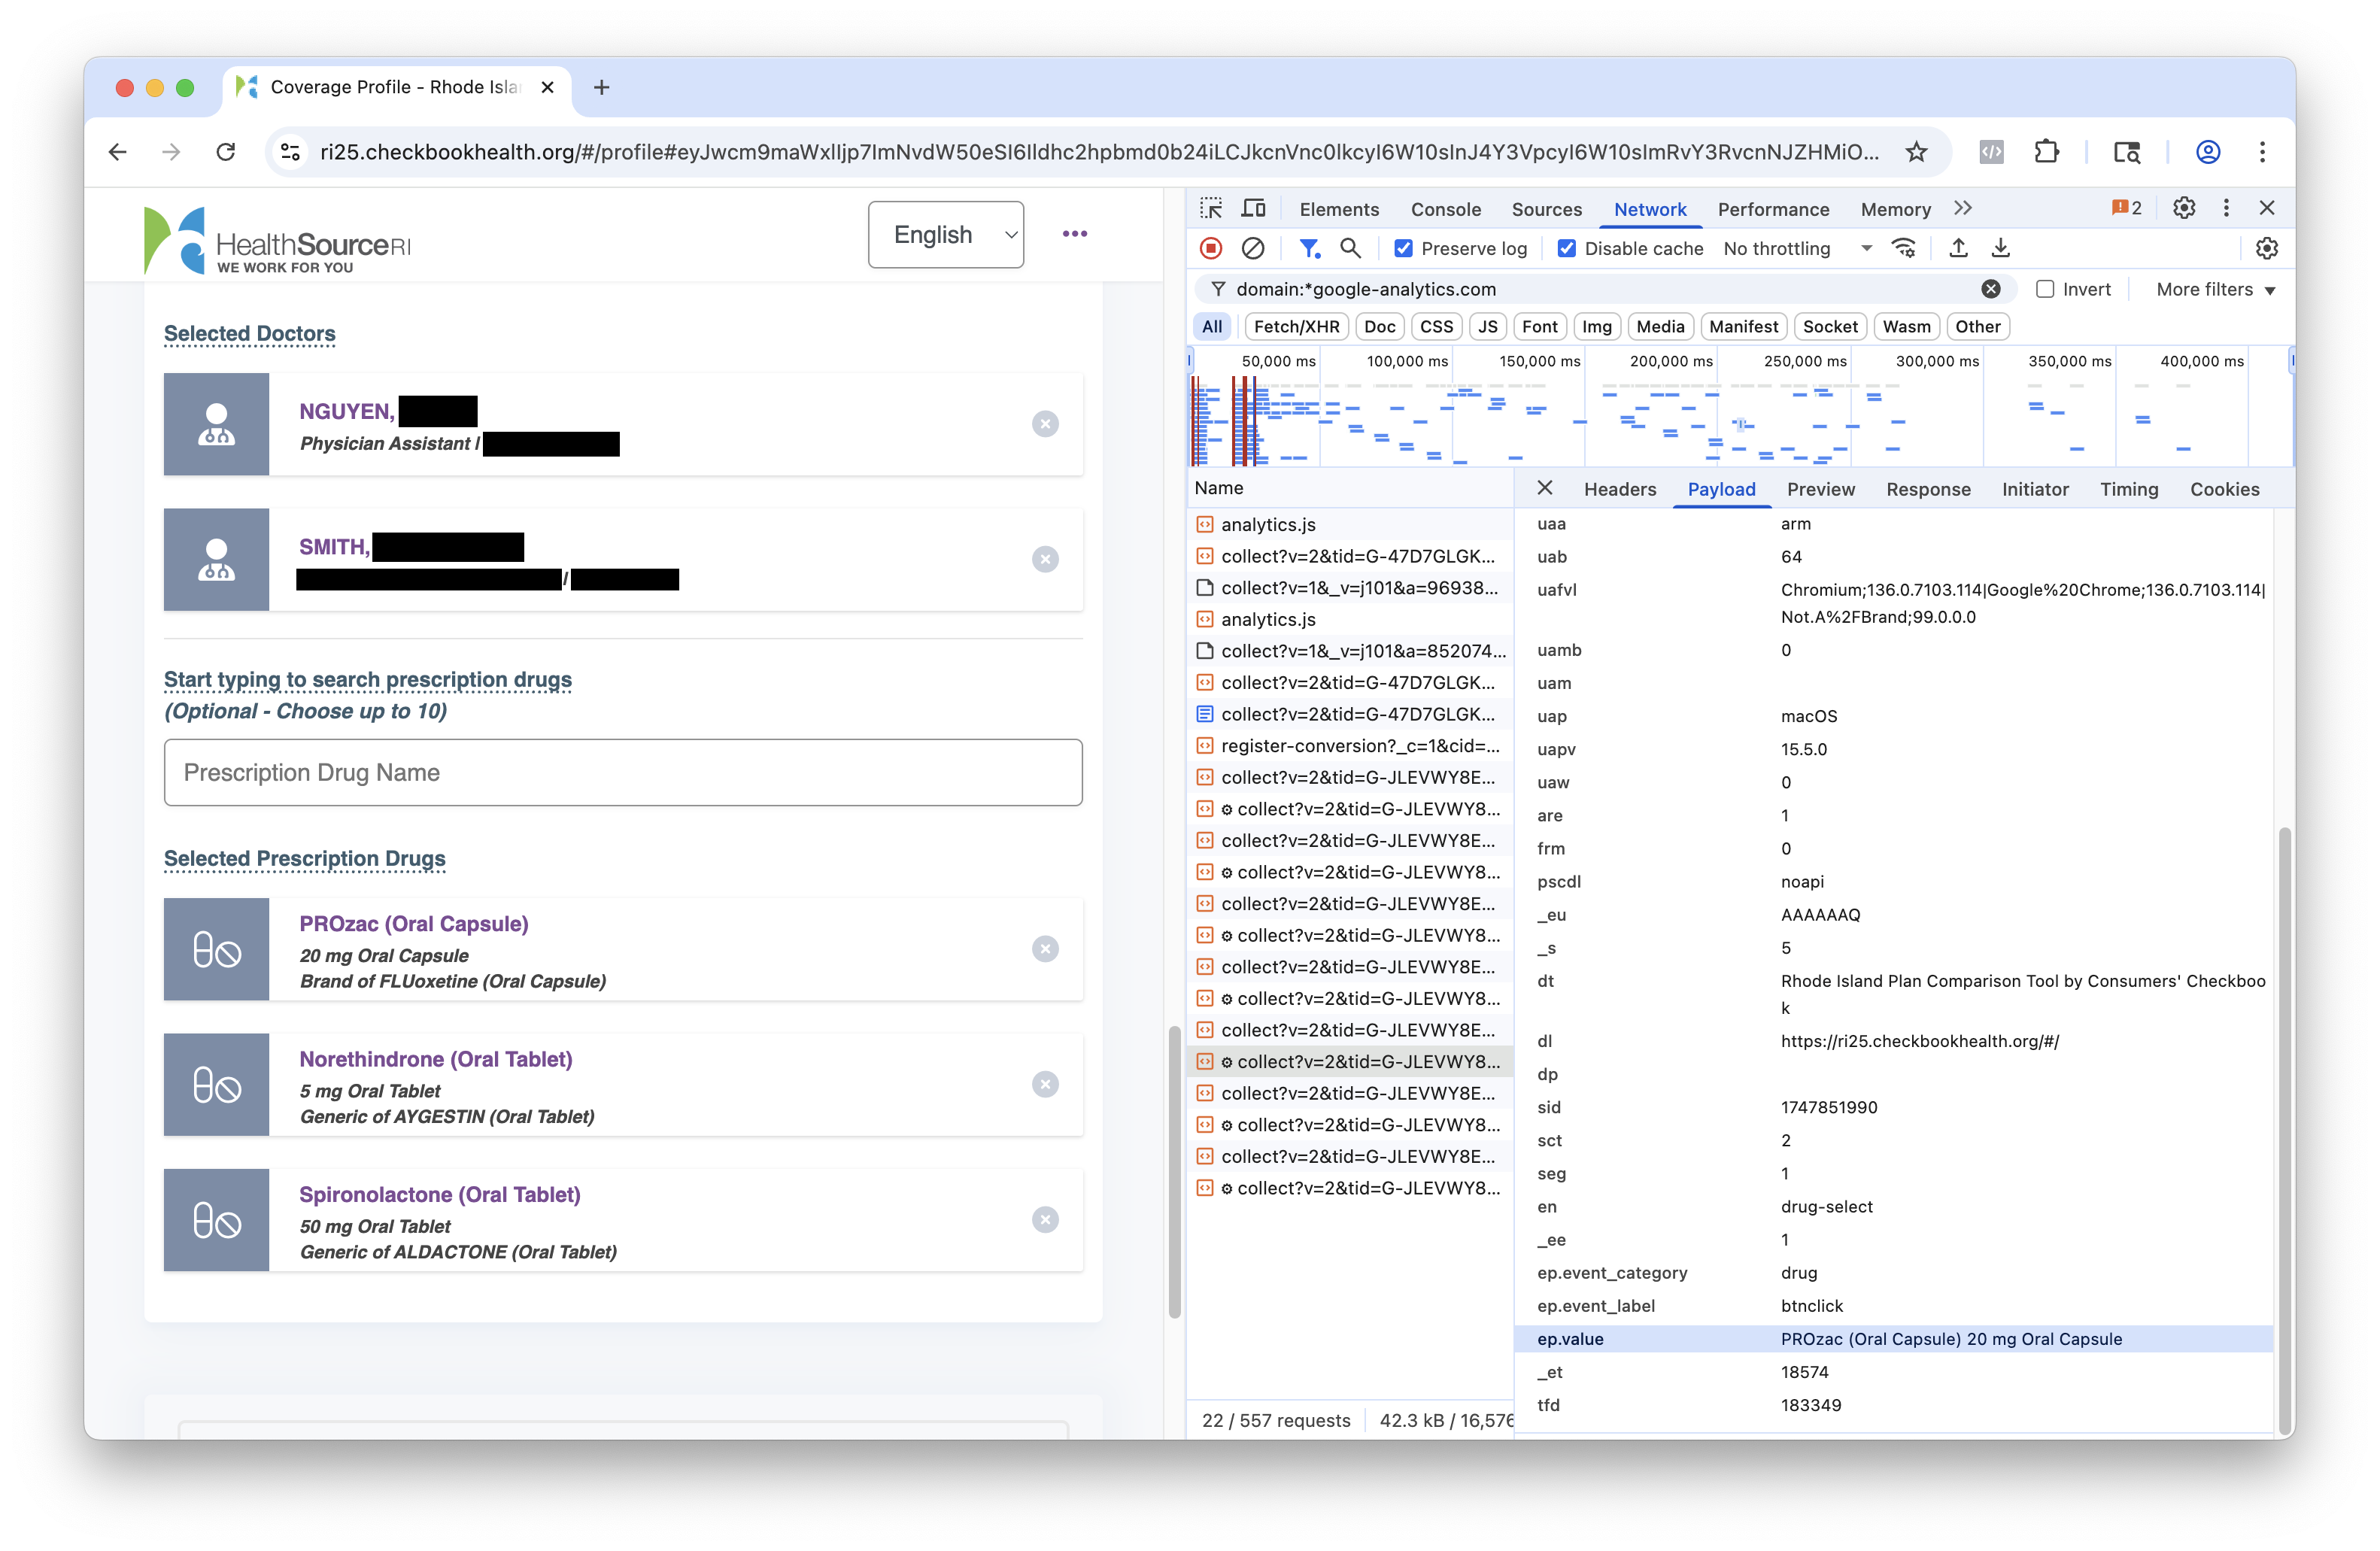 Coverage Profile - Rhode Isla
ri25.checkbookhealth.org/#/profile#eyJwcm9maWxlIjp7ImNvdW50eSI6Ildhc2hpbmd0b24iLCJkcnVnc0lkcyI6W10sInJ4Y3VpcyI6W10sImRvY3RvcnNJZHMiO...
HealthSourceRI
WE WORK FOR YOU
English
Selected Doctors
NGUYEN,
Physician Assistant /
SMITH,
/
Start typing to search prescription drugs
(Optional - Choose up to 10)
Prescription Drug Name
Selected Prescription Drugs
PROzac (Oral Capsule)
20 mg Oral Capsule
Brand of FLUoxetine (Oral Capsule)
Norethindrone (Oral Tablet)
5 mg Oral Tablet
Generic of AYGESTIN (Oral Tablet)
Spironolactone (Oral Tablet)
50 mg Oral Tablet
Generic of ALDACTONE (Oral Tablet)
Elements Console Sources Network Performance Memory 2
Preserve log Disable cache No throttling
domain:*google-analytics.com Invert More filters
All Fetch/XHR Doc CSS JS Font Img Media Manifest Socket Wasm Other
50,000 ms 100,000 ms 150,000 ms 200,000 ms 250,000 ms 300,000 ms 350,000 ms 400,000 ms
Name
analytics.js
collect?v=2&tid=G-47D7GLGK...
collect?v=1&_v=j101&a=96938...
analytics.js
collect?v=1&_v=j101&a=852074...
collect?v=2&tid=G-47D7GLGK...
collect?v=2&tid=G-47D7GLGK...
register-conversion?_c=1&cid=...
collect?v=2&tid=G-JLEVWY8E...
collect?v=2&tid=G-JLEVWY8...
collect?v=2&tid=G-JLEVWY8E...
collect?v=2&tid=G-JLEVWY8...
collect?v=2&tid=G-JLEVWY8E...
collect?v=2&tid=G-JLEVWY8...
collect?v=2&tid=G-JLEVWY8E...
collect?v=2&tid=G-JLEVWY8...
collect?v=2&tid=G-JLEVWY8E...
collect?v=2&tid=G-JLEVWY8...
collect?v=2&tid=G-JLEVWY8E...
collect?v=2&tid=G-JLEVWY8...
collect?v=2&tid=G-JLEVWY8E...
collect?v=2&tid=G-JLEVWY8...
22 / 557 requests 42.3 kB / 16,576
Headers Payload Preview Response Initiator Timing Cookies
uaa arm
uab 64
uafvl Chromium;136.0.7103.114|Google%20Chrome;136.0.7103.114|
Not.A%2FBrand;99.0.0.0
uamb 0
uam
uap macOS
uapv 15.5.0
uaw 0
are 1
frm 0
pscdl noapi
_eu AAAAAAQ
_s 5
dt Rhode Island Plan Comparison Tool by Consumers' Checkboo
k
dl https://ri25.checkbookhealth.org/#/
dp
sid 1747851990
sct 2
seg 1
en drug-select
_ee 1
ep.event_category drug
ep.event_label btnclick
ep.value PROzac (Oral Capsule) 20 mg Oral Capsule
_et 18574
tfd 183349